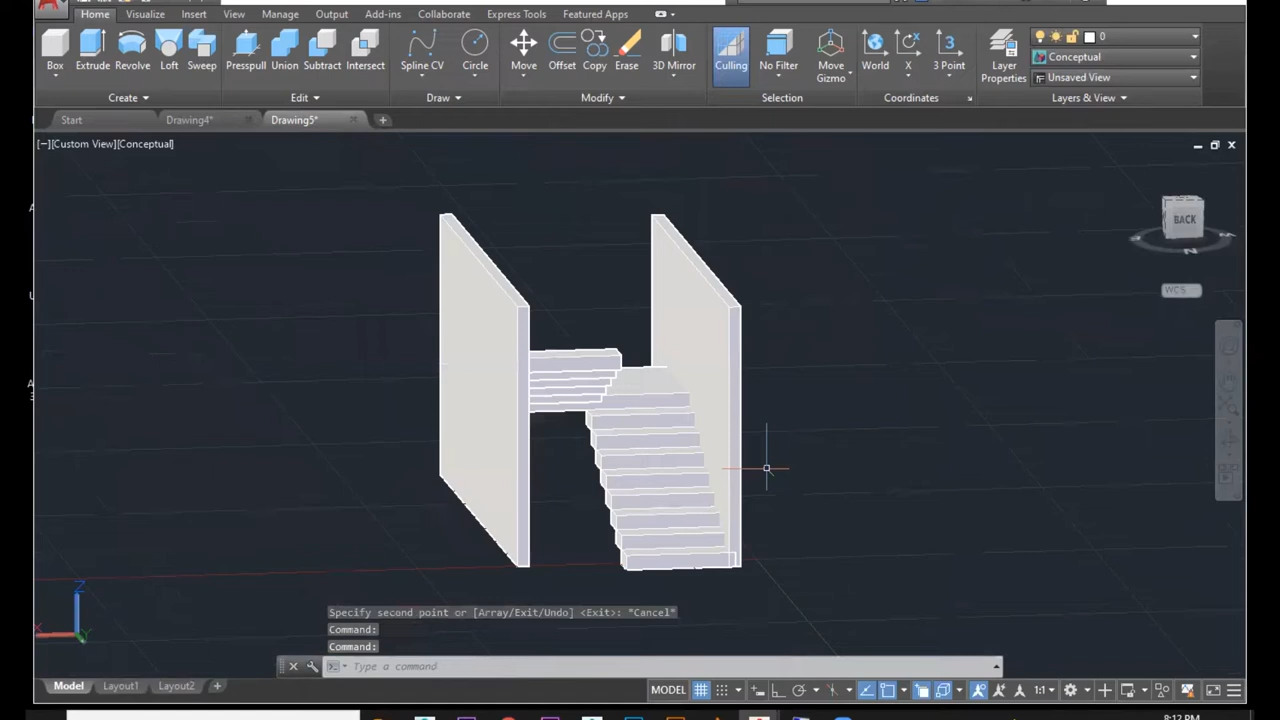 Home Visualize Insert View Manage Output Add-ins Collaborate Express Tools Featured Apps
Box Extrude Revolve Loft Sweep Presspull Union Subtract Intersect Spline CV Circle Move Offset Copy Erase 3D Mirror Culling No Filter Move Gizmo World X 3 Point Layer Properties
0
Conceptual
Unsaved View
Create Edit Draw Modify Selection Coordinates Layers & View
Start Drawing4* Drawing5*
[−][Custom View][Conceptual]
BACK
N
WCS
Z
X
Y
Specify second point or [Array/Exit/Undo] <Exit>: *Cancel*
Command:
Command:
Type a command
Model Layout1 Layout2 + MODEL 1:1
8:12 PM